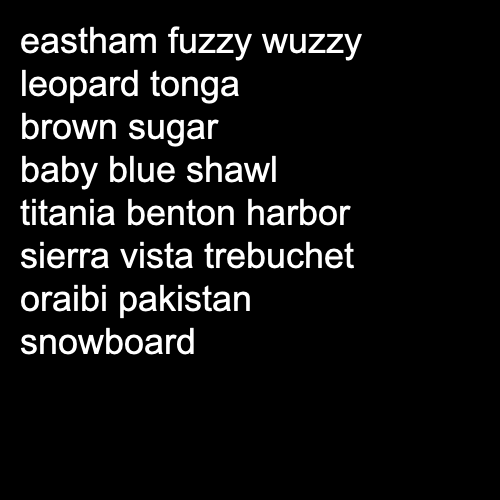 eastham fuzzy wuzzy
leopard tonga
brown sugar
baby blue shawl
titania benton harbor
sierra vista trebuchet
oraibi pakistan
snowboard